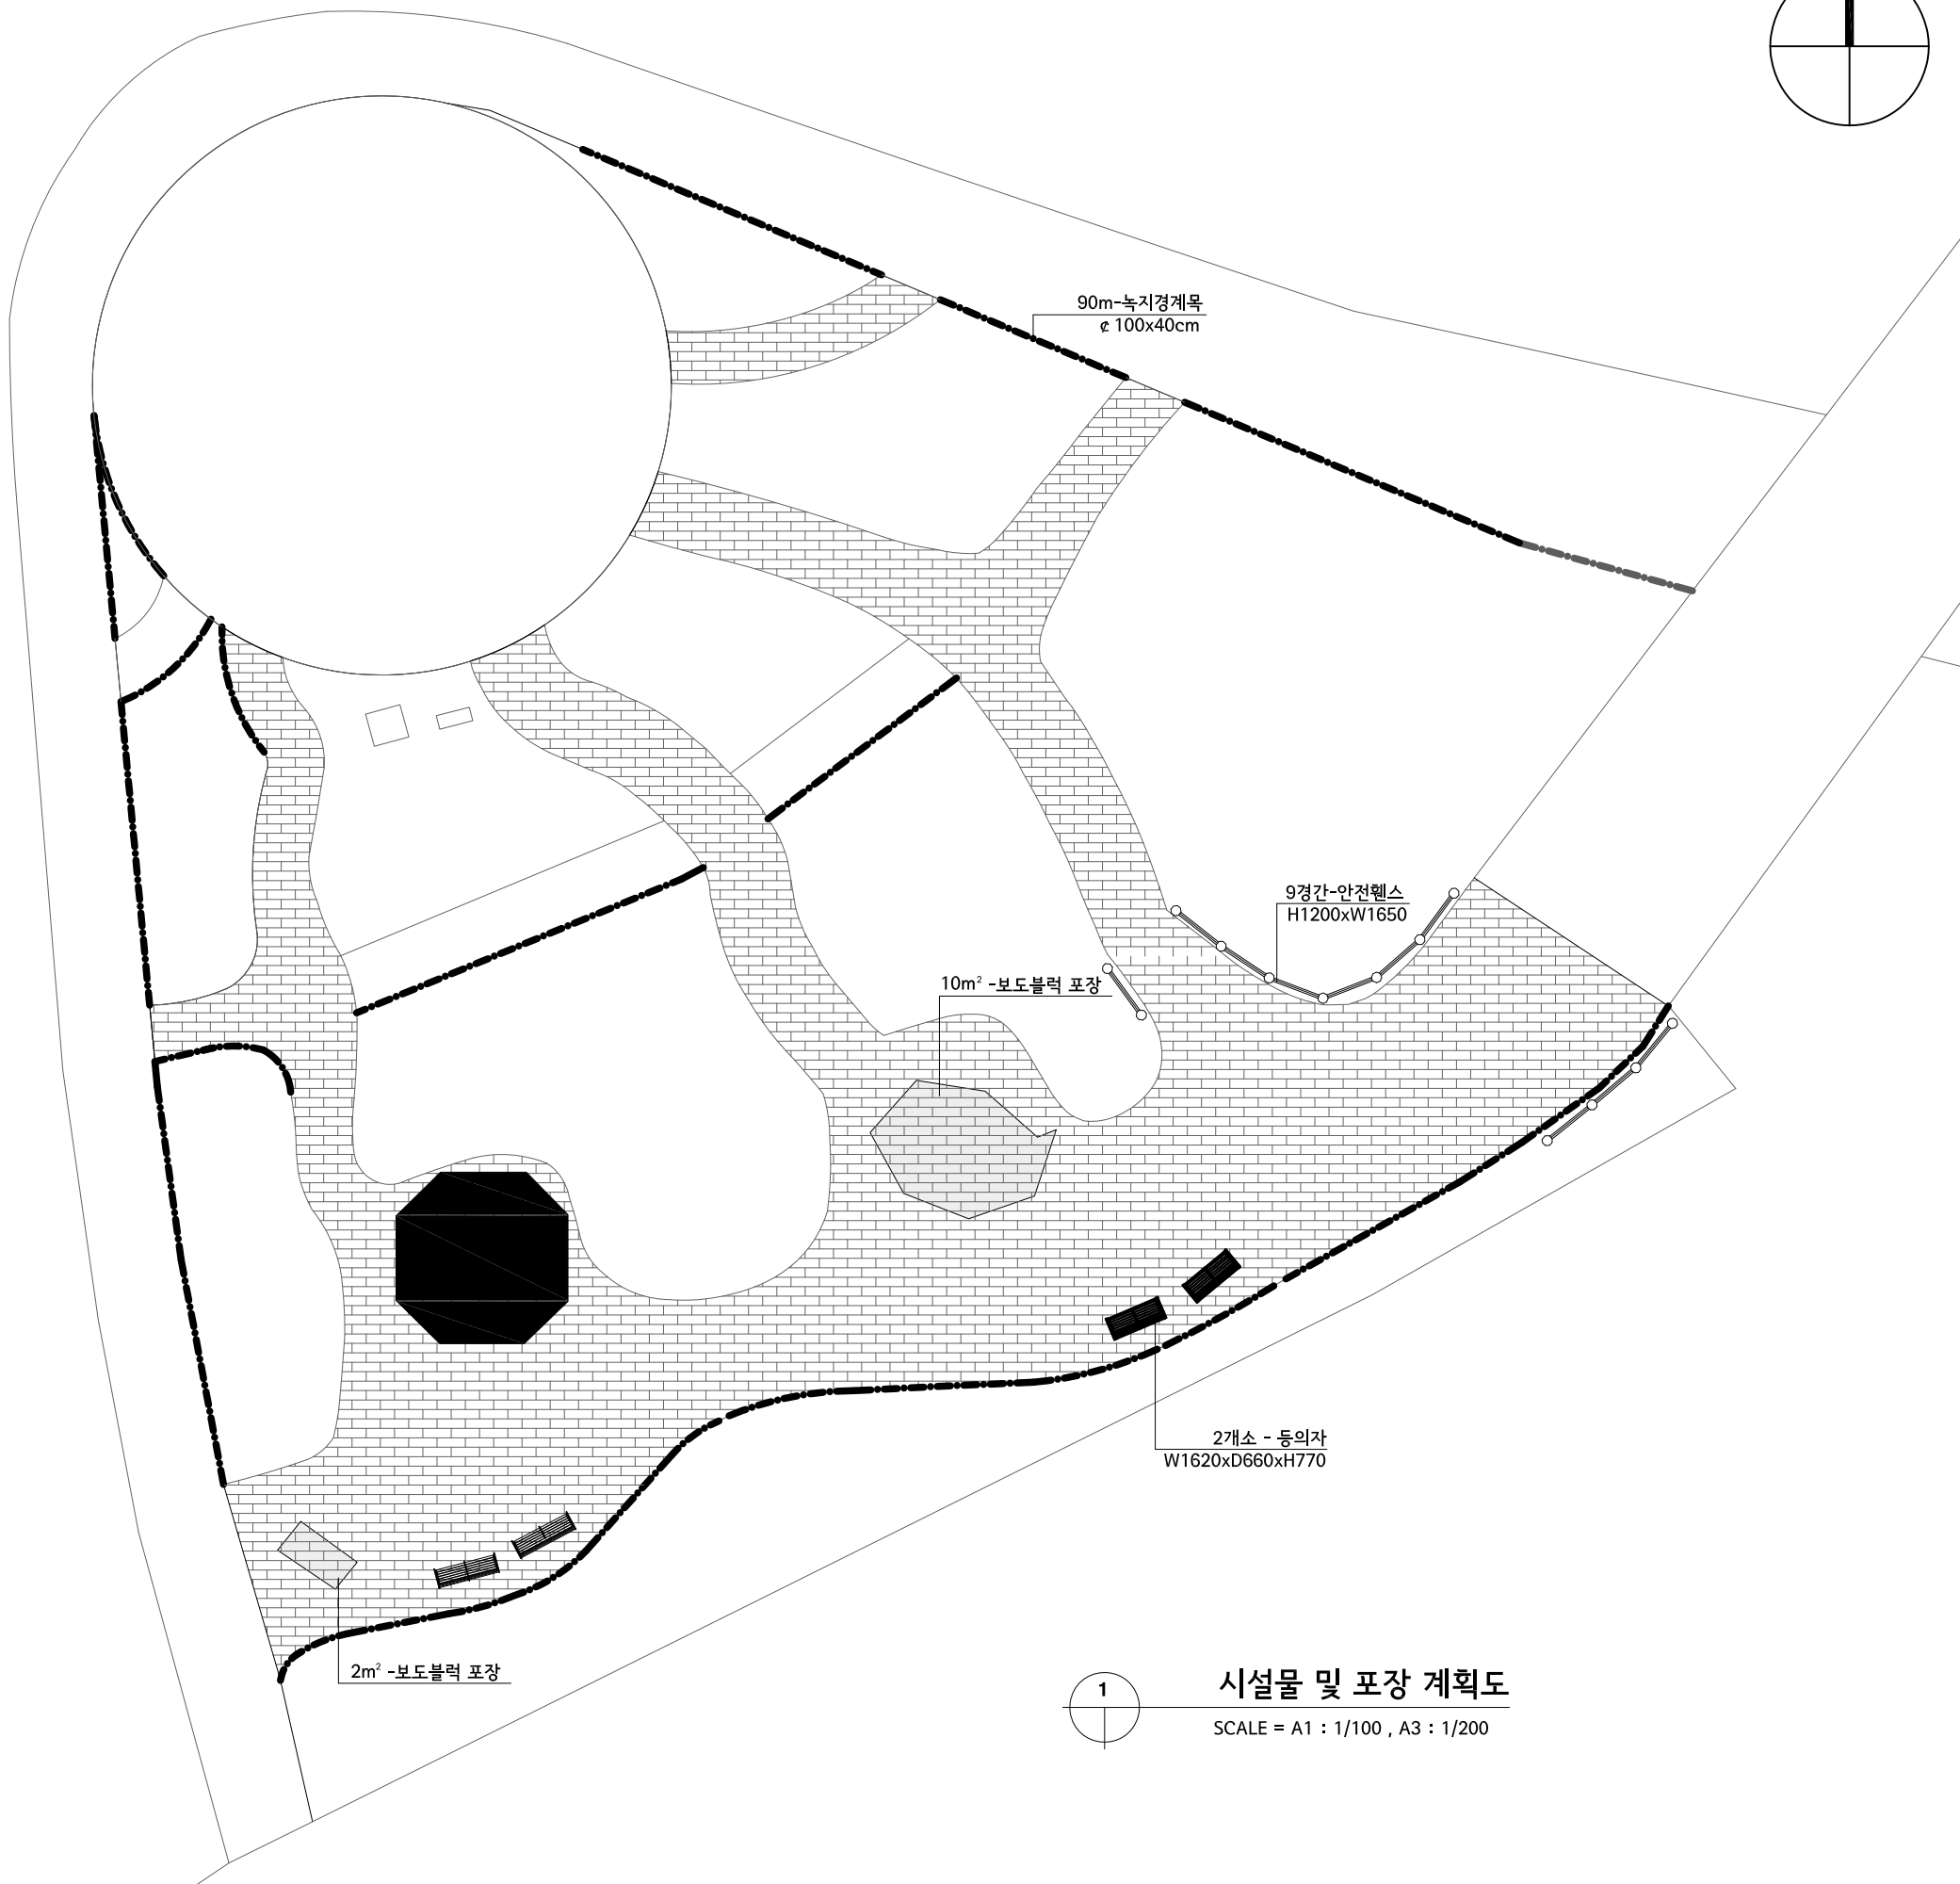 90m-녹지경계목
¢ 100x40cm
9경간-안전휀스
H1200xW1650
10m² -보도블럭 포장
2개소 - 등의자
W1620xD660xH770
2m² -보도블럭 포장
1
시설물 및 포장 계획도
SCALE = A1 : 1/100 , A3 : 1/200